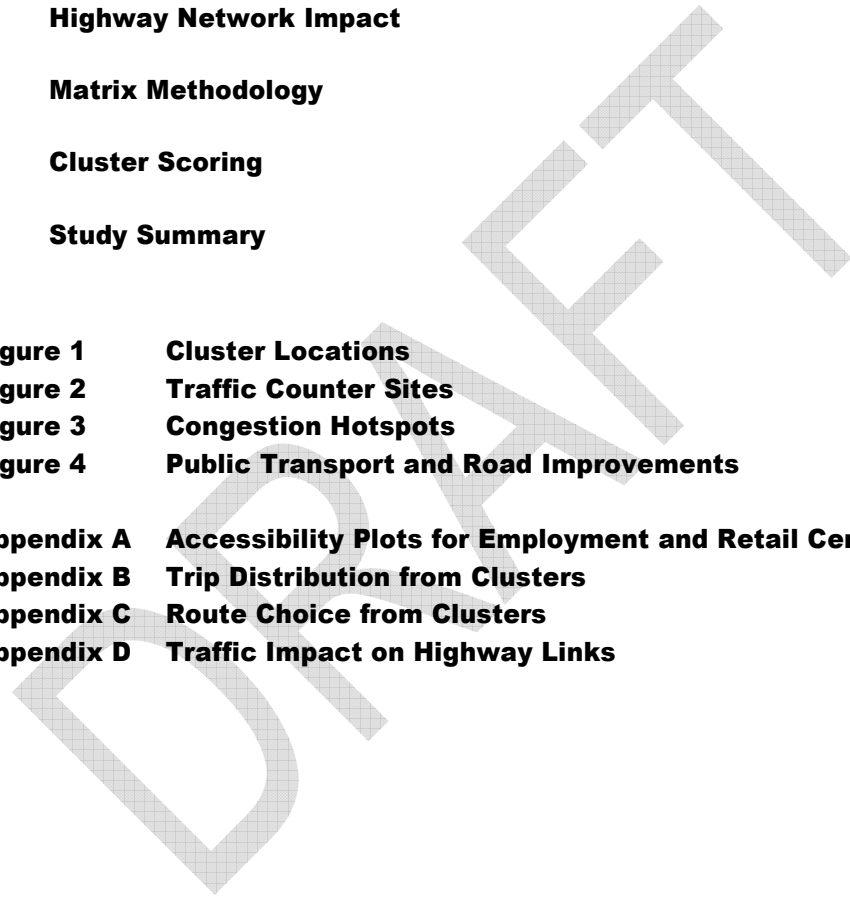 Highway Network Impact
Matrix Methodology
Cluster Scoring
Study Summary
gure 1 Cluster Locations
gure 2 Traffic Counter Sites
gure 3 Congestion Hotspots
gure 4 Public Transport and Road Improvements
ppendix A Accessibility Plots for Employment and Retail Cer
ppendix B Trip Distribution from Clusters
ppendix C Route Choice from Clusters
ppendix D Traffic Impact on Highway Links
DRAFT